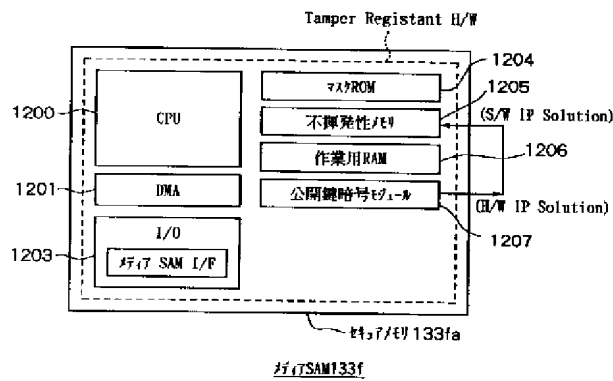 Tamper Registant H/W
1204
マスクROM
1205
1200
CPU
不揮発性メモリ
(S/W IP Solution)
作業用RAM
1206
1201
DMA
公開鍵暗号モジュール
(H/W IP Solution)
1207
I/O
1203
メディア SAM I/F
セキュアメモリ 133fa
メディアSAM133f